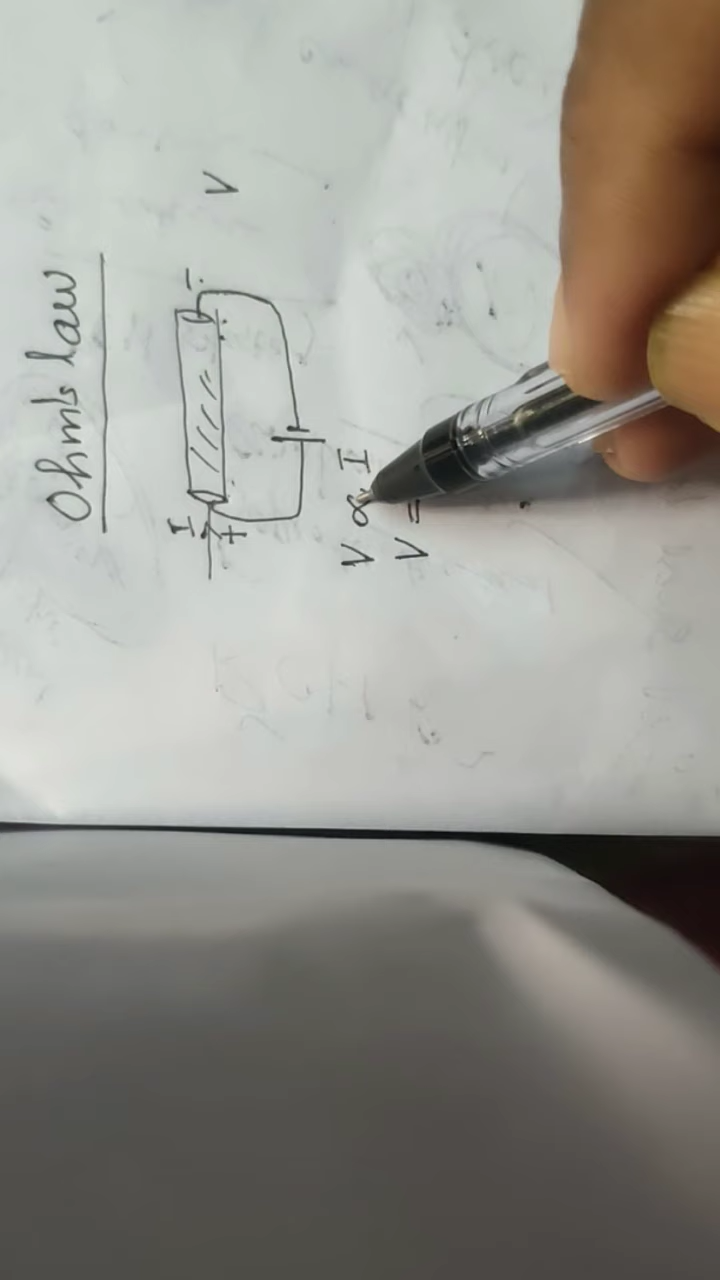 Ohm's law
V
I
+ -
V ∝ I
V =